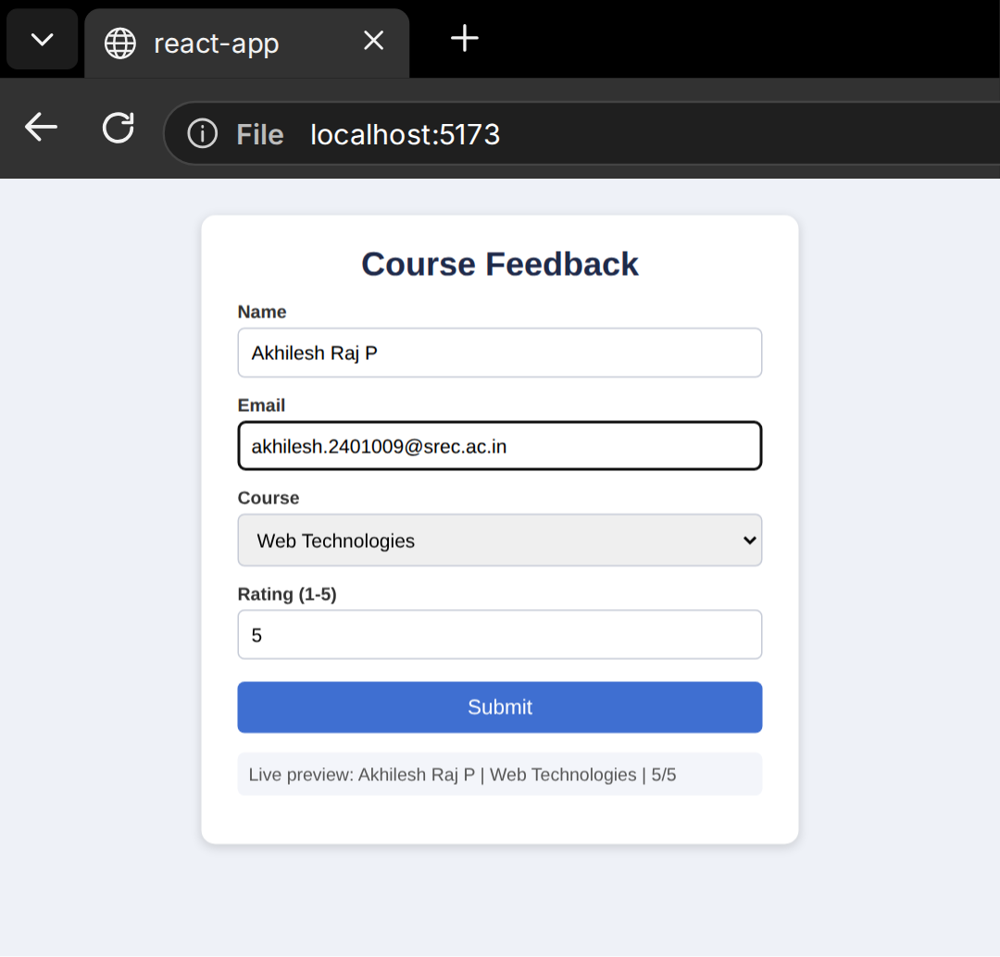 react-app
File localhost:5173
Course Feedback
Name
Akhilesh Raj P
Email
akhilesh.2401009@srec.ac.in
Course
Web Technologies
Rating (1-5)
5
Submit
Live preview: Akhilesh Raj P | Web Technologies | 5/5